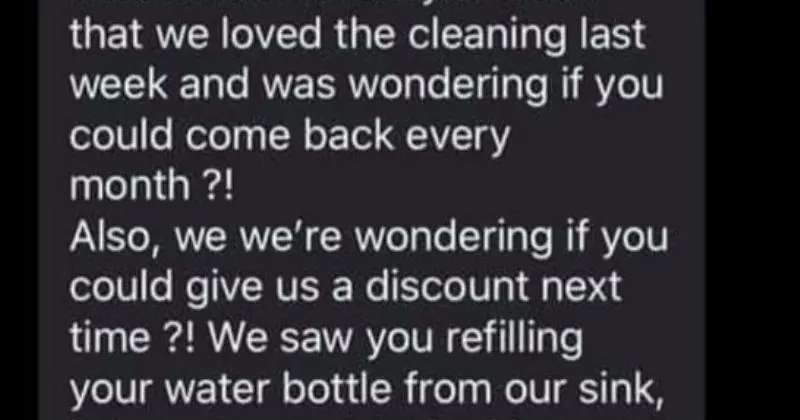 that we loved the cleaning last
week and was wondering if you
could come back every
month ?!
Also, we we're wondering if you
could give us a discount next
time ?! We saw you refilling
your water bottle from our sink,